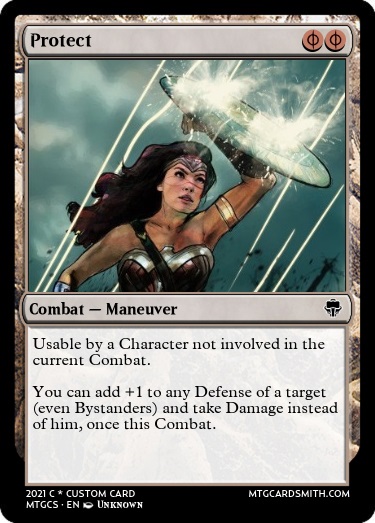 Protect
Combat — Maneuver
Usable by a Character not involved in the
current Combat.
You can add +1 to any Defense of a target
(even Bystanders) and take Damage instead
of him, once this Combat.
2021 C * CUSTOM CARD
MTGCS • EN Unknown
MTGCARDSMITH.COM